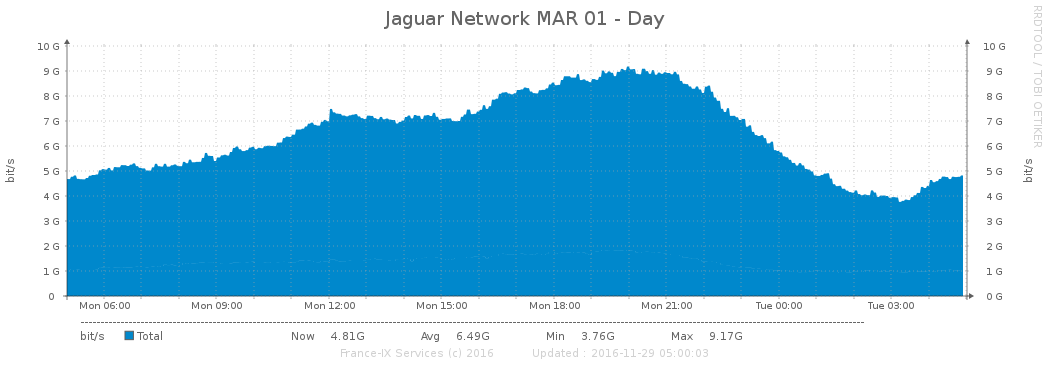 Jaguar Network MAR 01 - Day
RRDTOOL / TOBI OETIKER
bit/s
10 G
9 G
8 G
7 G
6 G
5 G
4 G
3 G
2 G
1 G
0
10 G
9 G
8 G
7 G
6 G
5 G
4 G
3 G
2 G
1 G
0 G
bit/s
Mon 06:00 Mon 09:00 Mon 12:00 Mon 15:00 Mon 18:00 Mon 21:00 Tue 00:00 Tue 03:00
bit/s Total Now 4.81G Avg 6.49G Min 3.76G Max 9.17G
France-IX Services (c) 2016 Updated : 2016-11-29 05:00:03